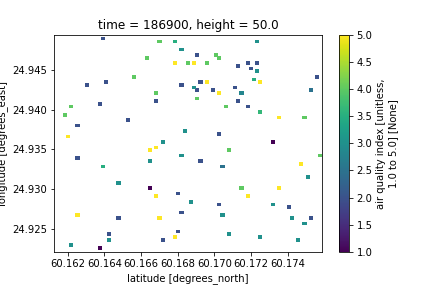 time = 186900, height = 50.0
24.945
24.940
24.935
24.930
24.925
longitude [degrees_east]
60.162 60.164 60.166 60.168 60.170 60.172 60.174
latitude [degrees_north]
5.0
4.5
4.0
3.5
3.0
2.5
2.0
1.5
1.0
air quality index [unitless,
1.0 to 5.0] [None]